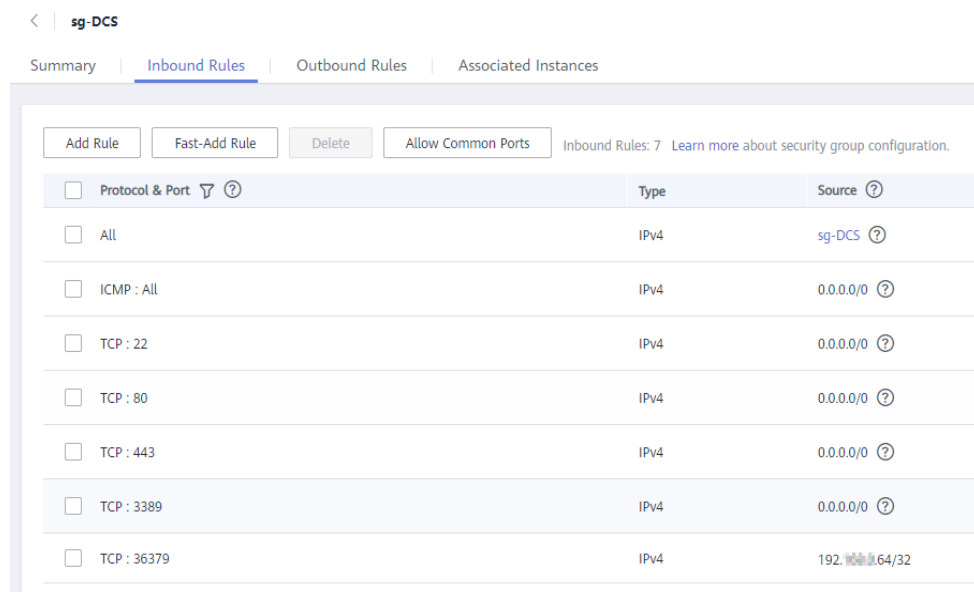 sg-DCS
Summary Inbound Rules Outbound Rules Associated Instances
Add Rule Fast-Add Rule Delete Allow Common Ports Inbound Rules: 7 Learn more about security group configuration.
Protocol & Port Type Source
All IPv4 sg-DCS
ICMP : All IPv4 0.0.0.0/0
TCP : 22 IPv4 0.0.0.0/0
TCP : 80 IPv4 0.0.0.0/0
TCP : 443 IPv4 0.0.0.0/0
TCP : 3389 IPv4 0.0.0.0/0
TCP : 36379 IPv4 192. .64/32